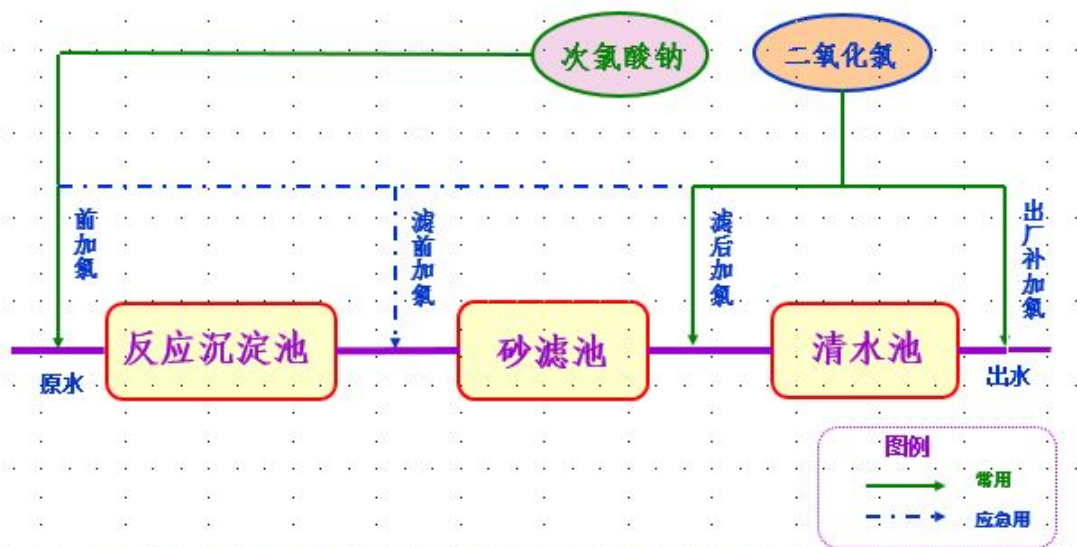 次氯酸钠
二氧化氯
前加氯
滤前加氯
滤后加氯
出厂补加氯
反应沉淀池
砂滤池
清水池
原水
出水
图例
常用
应急用